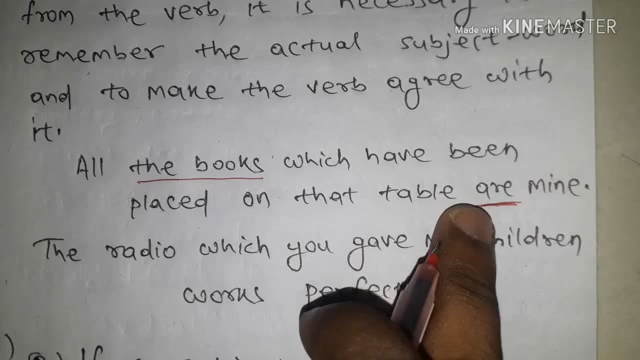 from the verb, it is necessary
Made with KINEMASTER
remember the actual subject-word
and to make the verb agree with
it.
All the books which have been
placed on that table are mine.
The radio which you gave children
works